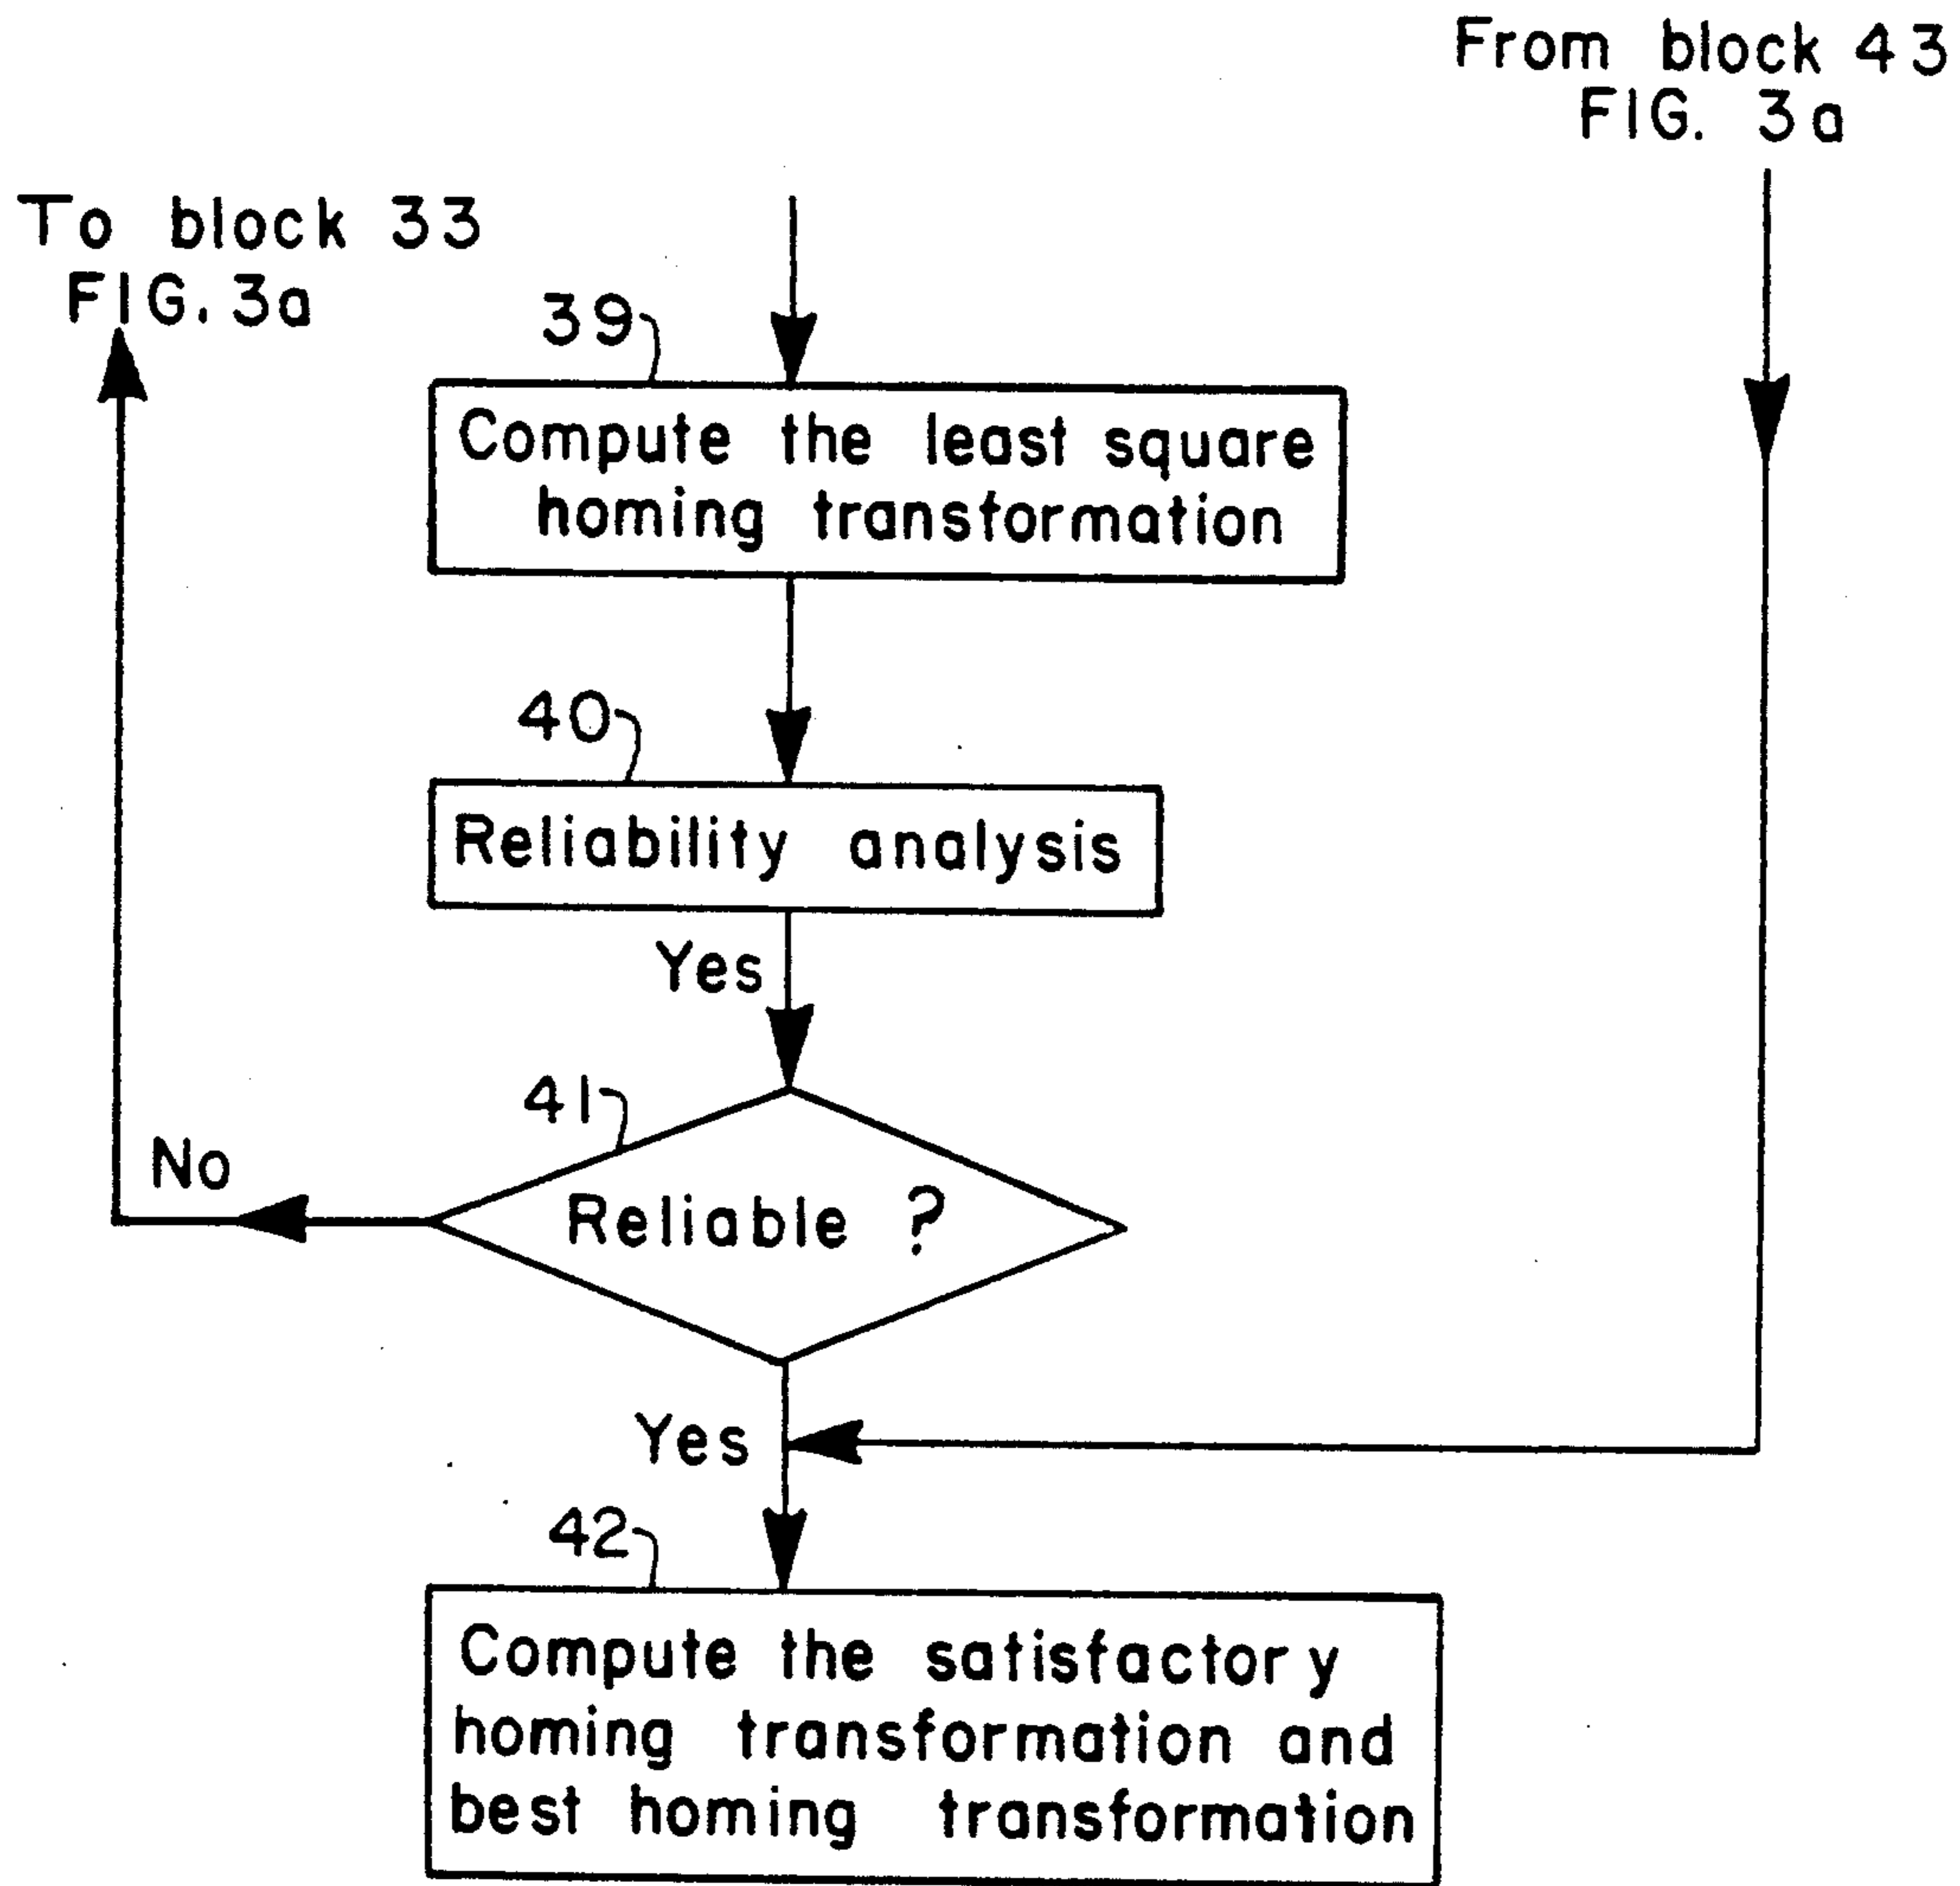 From block 43
FIG. 3a
To block 33
FIG. 3a
39
Compute the least square
homing transformation
40
Reliability analysis
Yes
41
No
Reliable ?
Yes
42
Compute the satisfactory
homing transformation and
best homing transformation